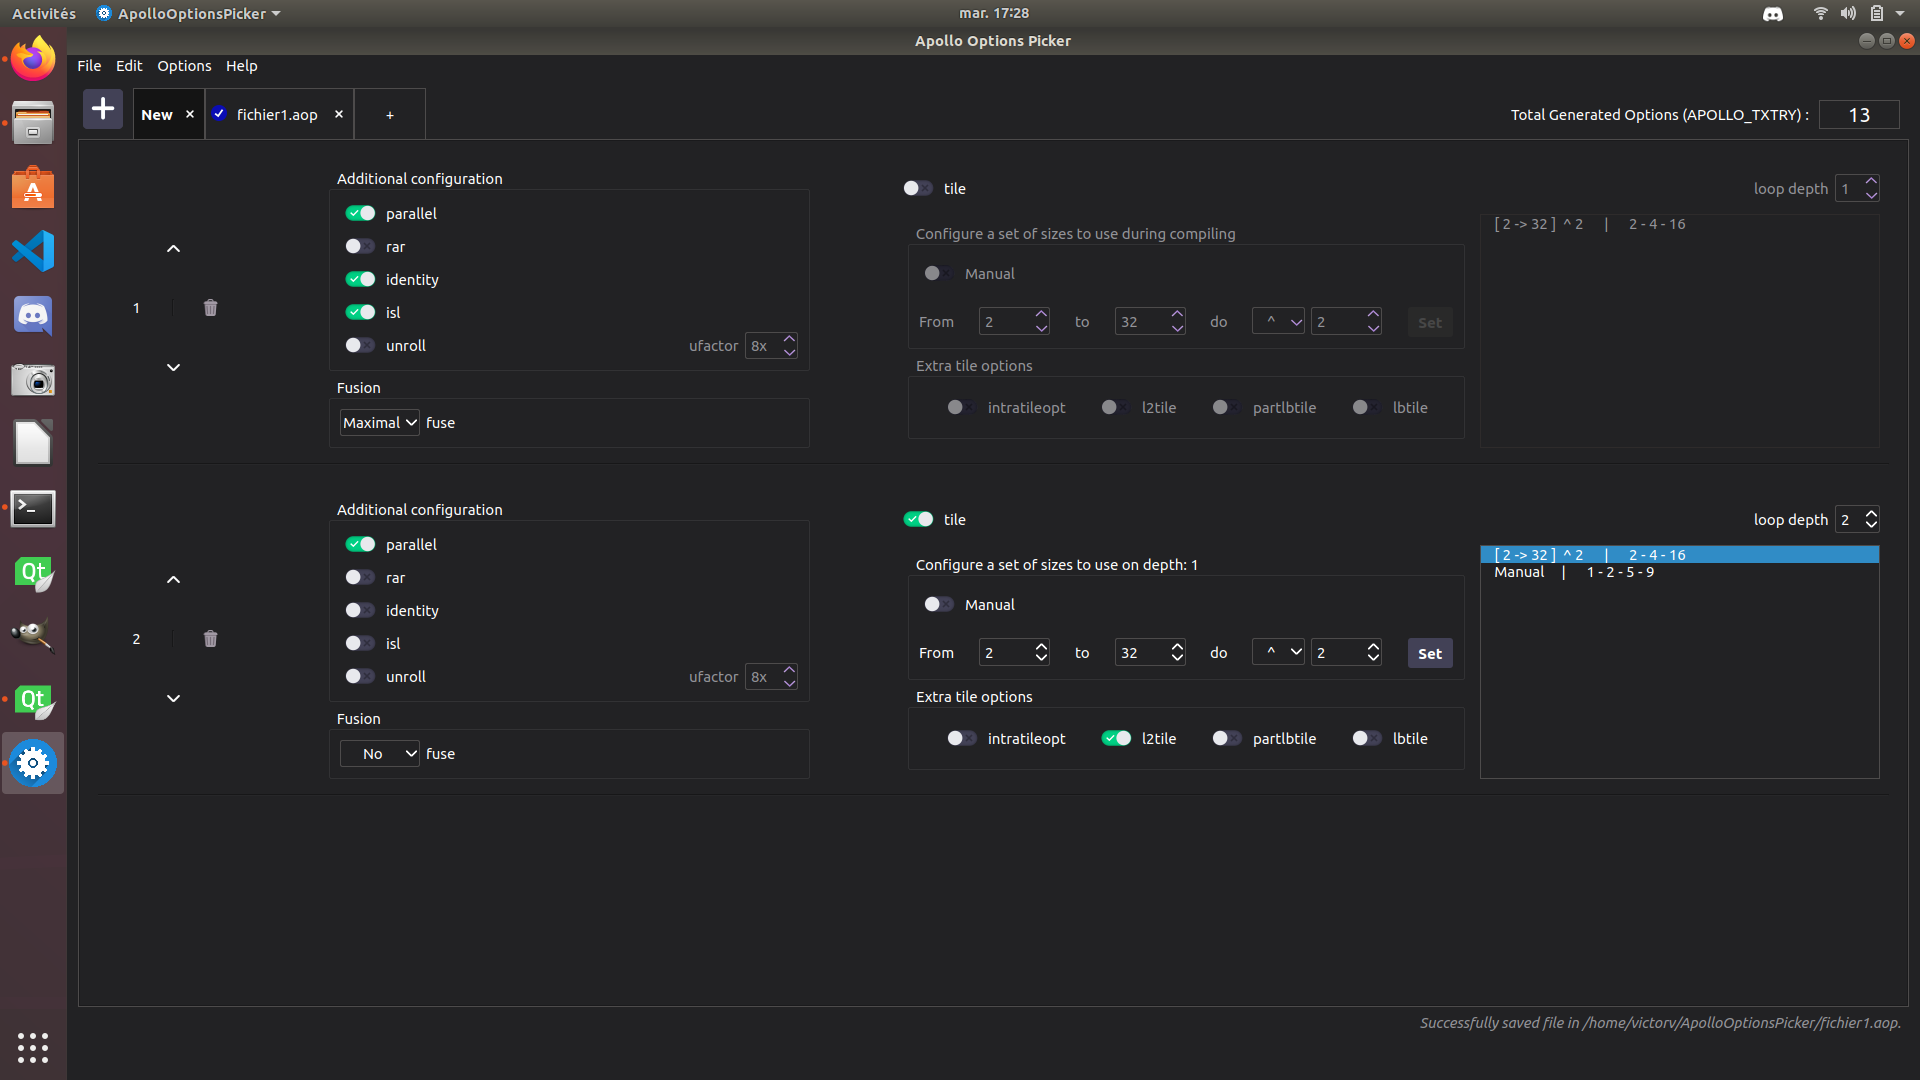 Activités ApolloOptionsPicker mar. 17:28
Apollo Options Picker
File Edit Options Help
New × fichier1.aop × + Total Generated Options (APOLLO_TXTRY) : 13
Additional configuration
parallel
rar
identity
isl
unroll ufactor 8x
Fusion
Maximal fuse
1
tile loop depth 1
Configure a set of sizes to use during compiling
Manual
From 2 to 32 do ^ 2 Set
Extra tile options
intratileopt l2tile partlbtile lbtile
[ 2 -> 32 ] ^ 2 | 2 - 4 - 16
Additional configuration
parallel
rar
identity
isl
unroll ufactor 8x
Fusion
No fuse
2
tile loop depth 2
Configure a set of sizes to use on depth: 1
Manual
From 2 to 32 do ^ 2 Set
Extra tile options
intratileopt l2tile partlbtile lbtile
[ 2 -> 32 ] ^ 2 | 2 - 4 - 16
Manual | 1 - 2 - 5 - 9
Successfully saved file in /home/victorv/ApolloOptionsPicker/fichier1.aop.
Qt
Qt